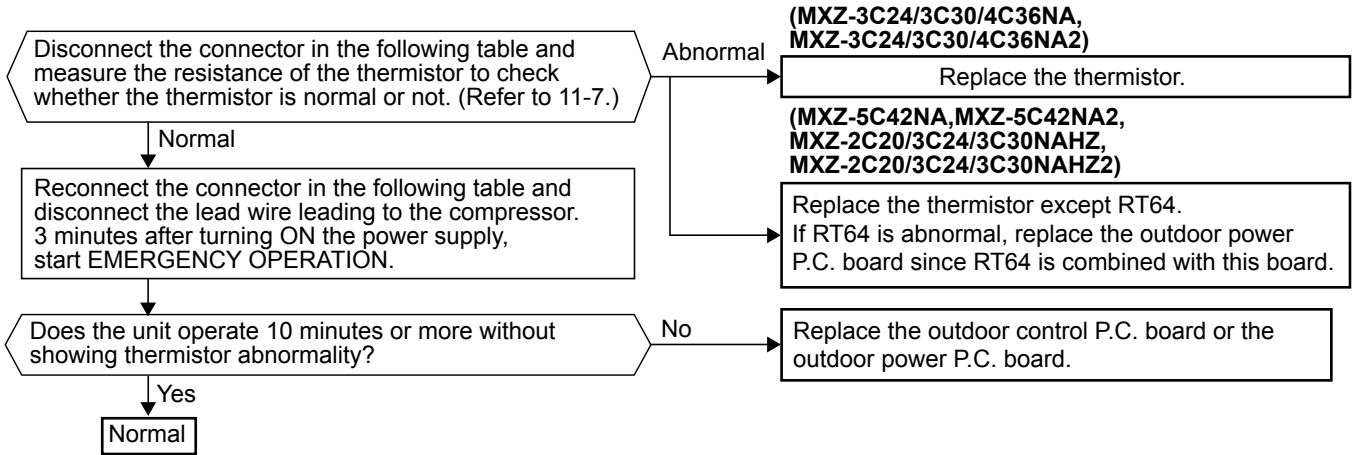 Disconnect the connector in the following table and
measure the resistance of the thermistor to check
whether the thermistor is normal or not. (Refer to 11-7.)
Abnormal
(MXZ-3C24/3C30/4C36NA,
MXZ-3C24/3C30/4C36NA2)
Replace the thermistor.
(MXZ-5C42NA,MXZ-5C42NA2,
MXZ-2C20/3C24/3C30NAHZ,
MXZ-2C20/3C24/3C30NAHZ2)
Replace the thermistor except RT64.
If RT64 is abnormal, replace the outdoor power
P.C. board since RT64 is combined with this board.
Normal
Reconnect the connector in the following table and
disconnect the lead wire leading to the compressor.
3 minutes after turning ON the power supply,
start EMERGENCY OPERATION.
Does the unit operate 10 minutes or more without
showing thermistor abnormality?
No
Replace the outdoor control P.C. board or the
outdoor power P.C. board.
Yes
Normal